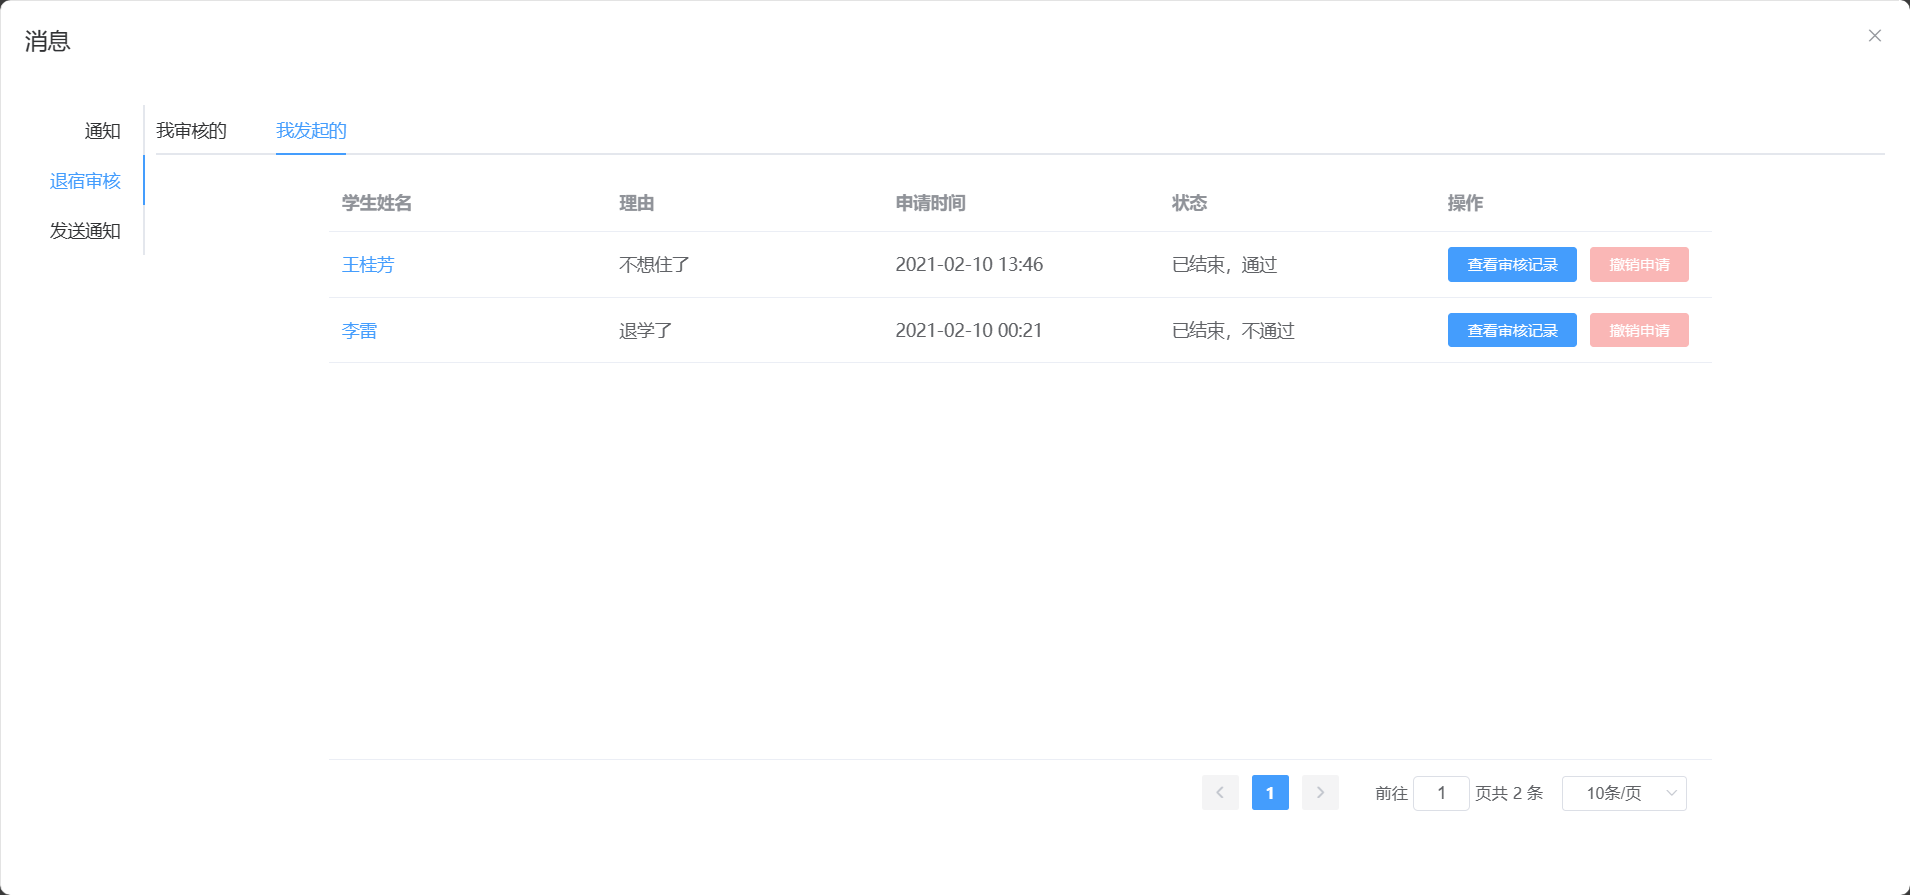 消息
通知
退宿审核
发送通知
我审核的 我发起的
学生姓名 理由 申请时间 状态 操作
王桂芳 不想住了 2021-02-10 13:46 已结束，通过 查看审核记录 撤销申请
李雷 退学了 2021-02-10 00:21 已结束，不通过 查看审核记录 撤销申请
1 前往 1 页共 2 条 10条/页